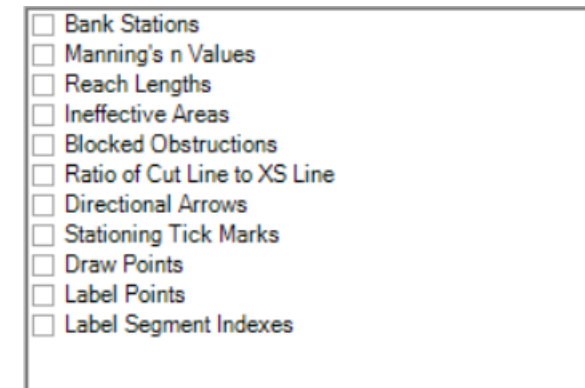 Bank Stations
Manning's n Values
Reach Lengths
Ineffective Areas
Blocked Obstructions
Ratio of Cut Line to XS Line
Directional Arrows
Stationing Tick Marks
Draw Points
Label Points
Label Segment Indexes